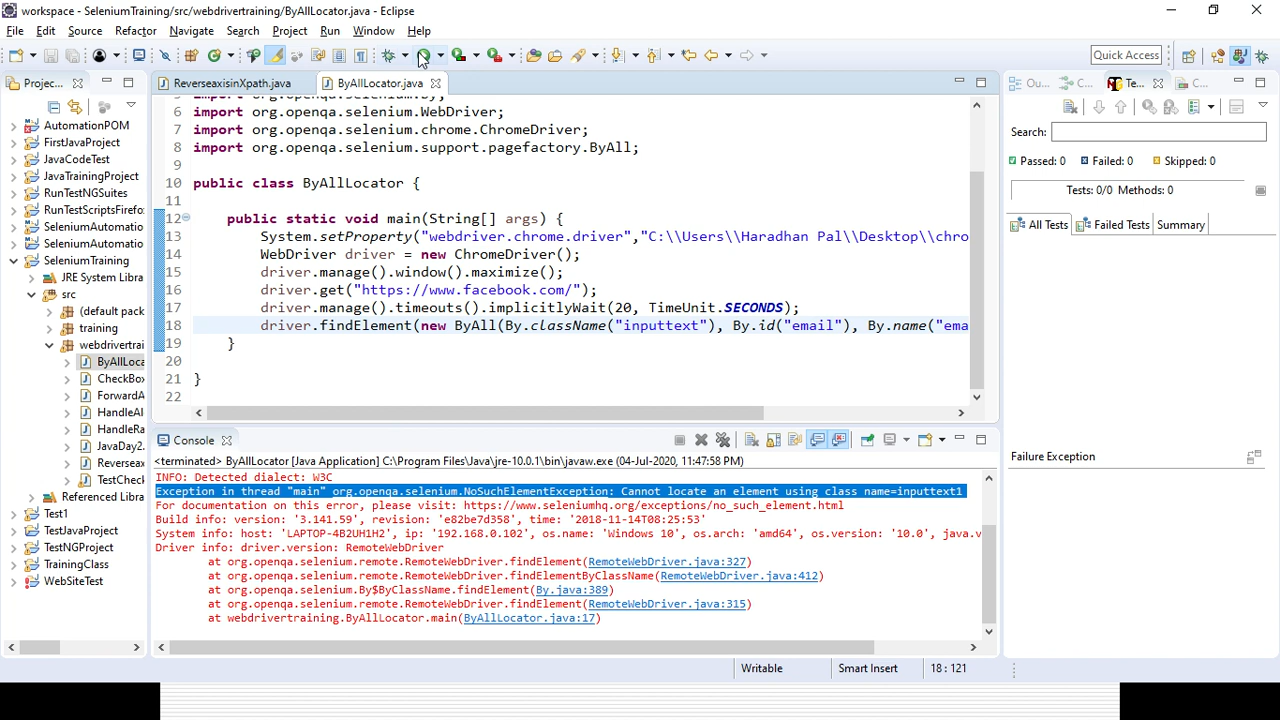 workspace - SeleniumTraining/src/webdrivertraining/ByAllLocator.java - Eclipse
File Edit Source Refactor Navigate Search Project Run Window Help
Quick Access
Projec...
ReverseaxisinXpath.java
ByAllLocator.java
Ou...
C...
Te...
C...
AutomationPOM
FirstJavaProject
JavaCodeTest
JavaTrainingProject
RunTestNGSuites
RunTestScriptsFirefo
SeleniumAutomatio
SeleniumAutomatio
SeleniumTraining
JRE System Libra
src
(default pack
training
webdrivertrai
ByAllLoca
CheckBo
ForwardA
HandleAl
HandleRa
JavaDay2.
Reverseax
TestCheck
Referenced Libra
Test1
TestJavaProject
TestNGProject
TrainingClass
WebSiteTest
6 import org.openqa.selenium.WebDriver;
7 import org.openqa.selenium.chrome.ChromeDriver;
8 import org.openqa.selenium.support.pagefactory.ByAll;
9
10 public class ByAllLocator {
11
12 public static void main(String[] args) {
13 System.setProperty("webdriver.chrome.driver","C:\\Users\\Haradhan Pal\\Desktop\\chro
14 WebDriver driver = new ChromeDriver();
15 driver.manage().window().maximize();
16 driver.get("https://www.facebook.com/");
17 driver.manage().timeouts().implicitlyWait(20, TimeUnit.SECONDS);
18 driver.findElement(new ByAll(By.className("inputtext"), By.id("email"), By.name("ema
19 }
20
21 }
22
Search:
Passed: 0 Failed: 0 Skipped: 0
Tests: 0/0 Methods: 0
All Tests Failed Tests Summary
Failure Exception
Console
<terminated> ByAllLocator [Java Application] C:\Program Files\Java\jre-10.0.1\bin\javaw.exe (04-Jul-2020, 11:47:58 PM)
INFO: Detected dialect: W3C
Exception in thread "main" org.openqa.selenium.NoSuchElementException: Cannot locate an element using class name=inputtext1
For documentation on this error, please visit: https://www.seleniumhq.org/exceptions/no_such_element.html
Build info: version: '3.141.59', revision: 'e82be7d358', time: '2018-11-14T08:25:53'
System info: host: 'LAPTOP-4B2UH1H2', ip: '192.168.0.102', os.name: 'Windows 10', os.arch: 'amd64', os.version: '10.0', java.v
Driver info: driver.version: RemoteWebDriver
at org.openqa.selenium.remote.RemoteWebDriver.findElement(RemoteWebDriver.java:327)
at org.openqa.selenium.remote.RemoteWebDriver.findElementByClassName(RemoteWebDriver.java:412)
at org.openqa.selenium.By$ByClassName.findElement(By.java:389)
at org.openqa.selenium.remote.RemoteWebDriver.findElement(RemoteWebDriver.java:315)
at webdrivertraining.ByAllLocator.main(ByAllLocator.java:17)
Writable Smart Insert 18 : 121